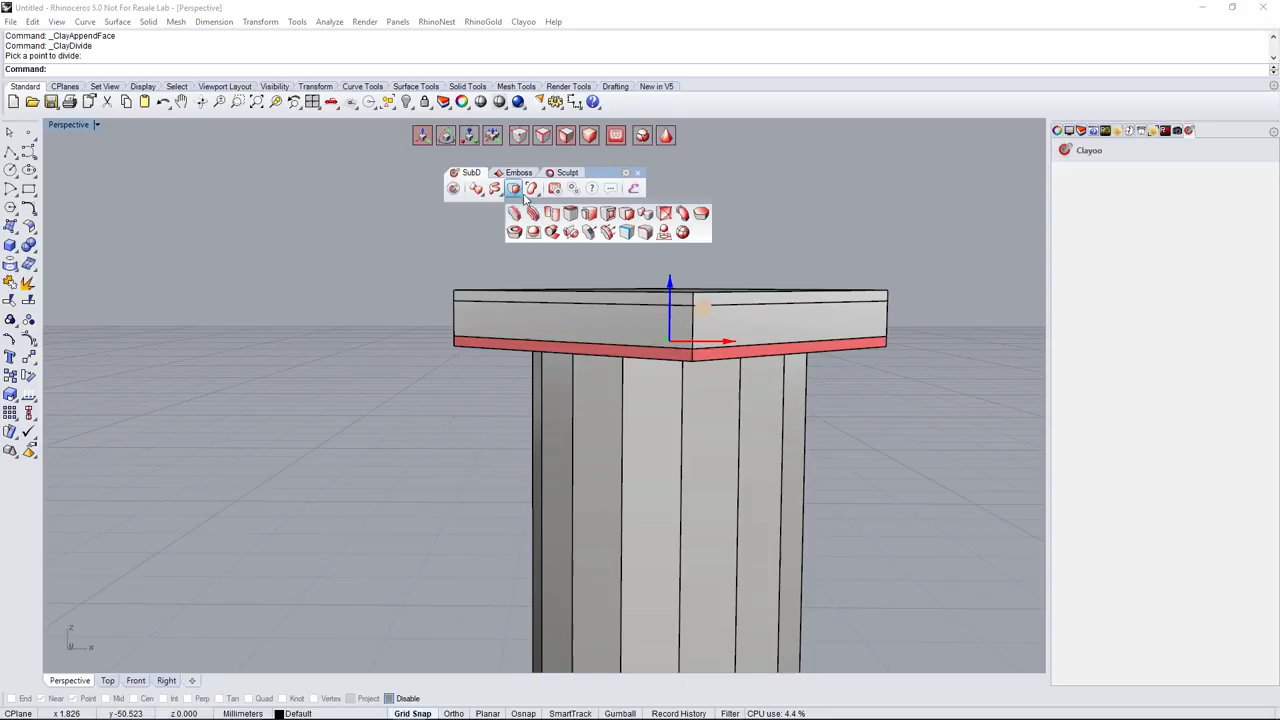 Untitled - Rhinoceros 5.0 Not For Resale Lab - [Perspective]
File Edit View Curve Surface Solid Mesh Dimension Transform Tools Analyze Render Panels RhinoNest RhinoGold Clayoo Help
Command: _ClayAppendFace
Command: _ClayDivide
Pick a point to divide:
Command:
Standard CPlanes Set View Display Select Viewport Layout Visibility Transform Curve Tools Surface Tools Solid Tools Mesh Tools Render Tools Drafting New in V5
Perspective
Clayoo
SubD Emboss Sculpt
z
x
Perspective Top Front Right
End Near Point Mid Cen Int Perp Tan Quad Knot Vertex Project Disable
CPlane x 1.826 y -50.523 z 0.000 Millimeters Default Grid Snap Ortho Planar Osnap SmartTrack Gumball Record History Filter CPU use: 4.4 %